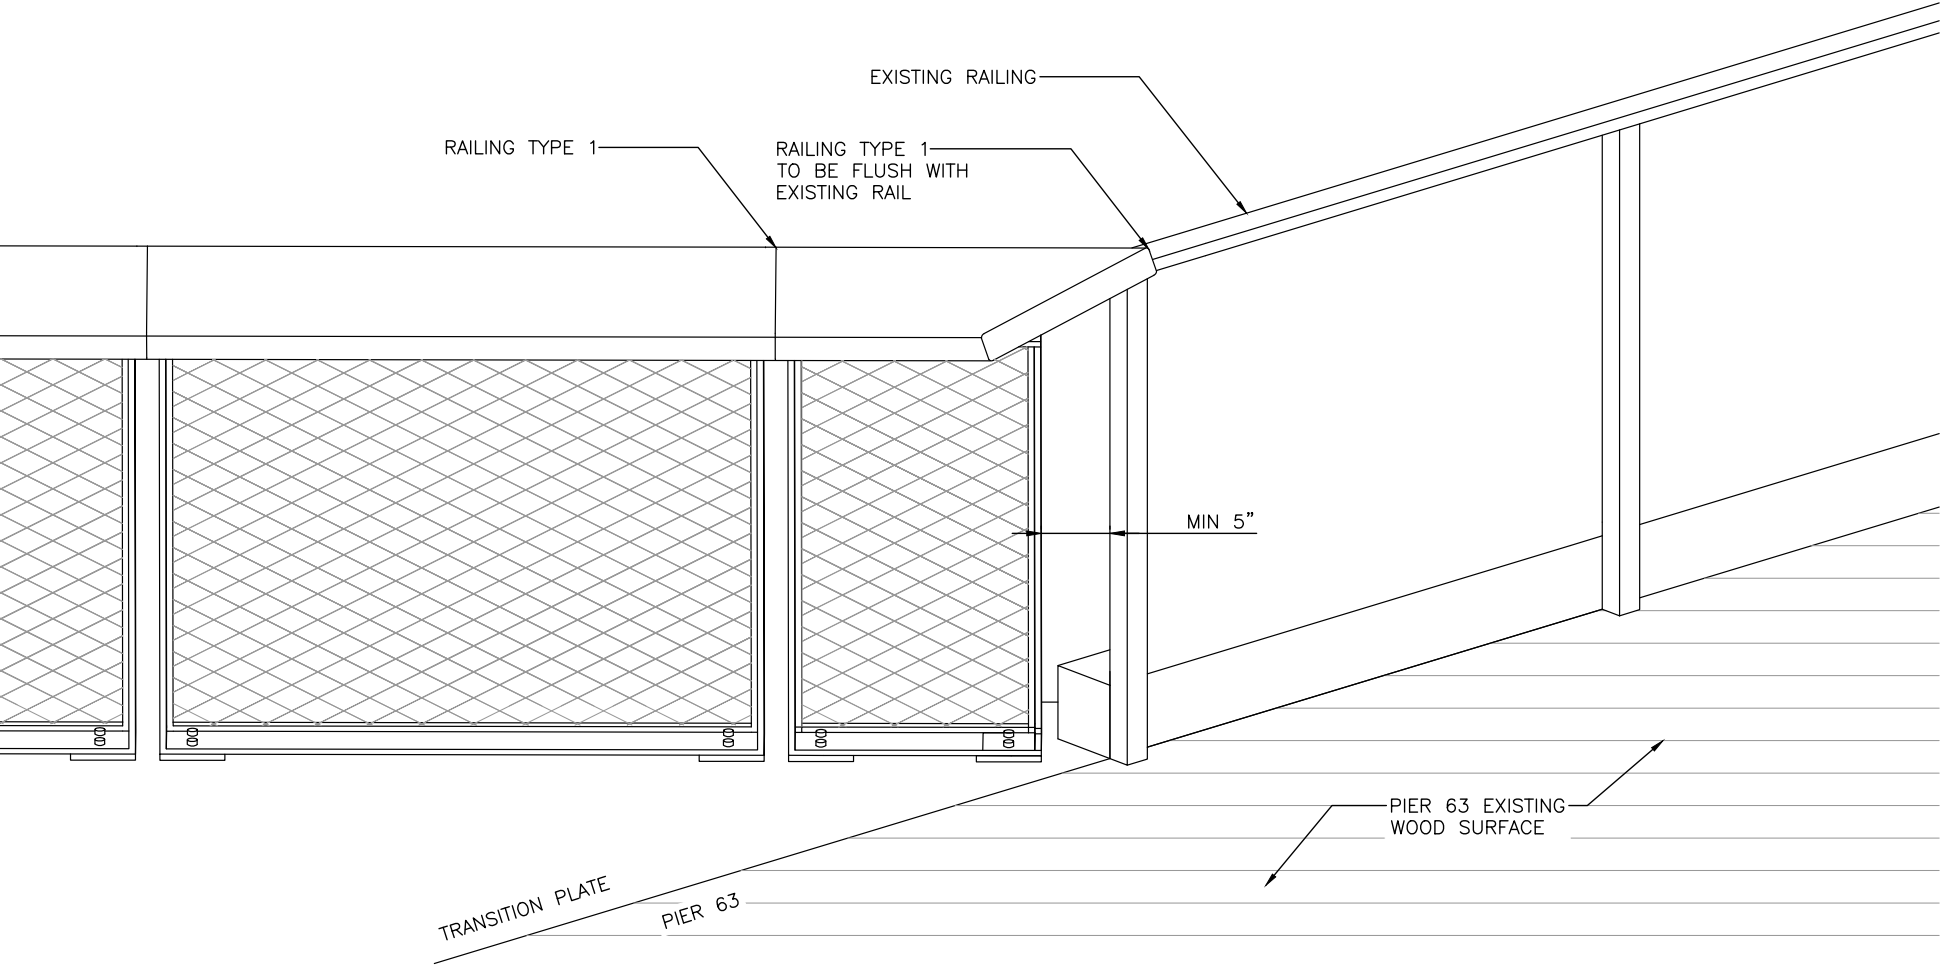 EXISTING RAILING
RAILING TYPE 1
RAILING TYPE 1
TO BE FLUSH WITH
EXISTING RAIL
MIN 5”
PIER 63 EXISTING
WOOD SURFACE
TRANSITION PLATE
PIER 63